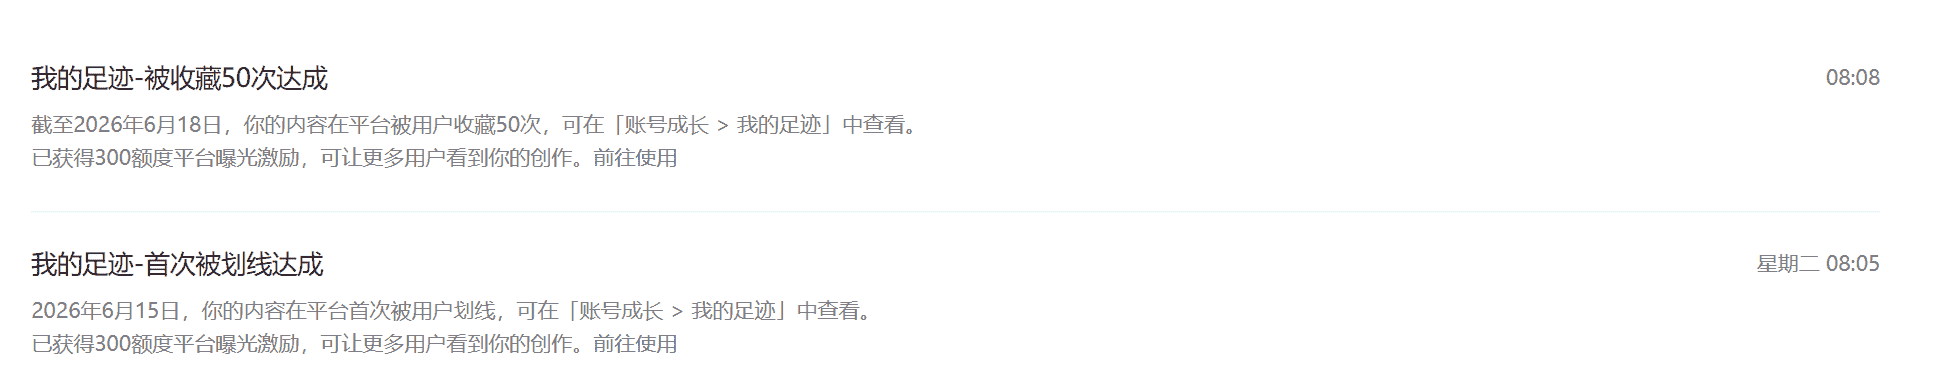 我的足迹-被收藏50次达成
08:08
截至2026年6月18日，你的内容在平台被用户收藏50次，可在「账号成长 > 我的足迹」中查看。
已获得300额度平台曝光激励，可让更多用户看到你的创作。前往使用
我的足迹-首次被划线达成
星期二 08:05
2026年6月15日，你的内容在平台首次被用户划线，可在「账号成长 > 我的足迹」中查看。
已获得300额度平台曝光激励，可让更多用户看到你的创作。前往使用